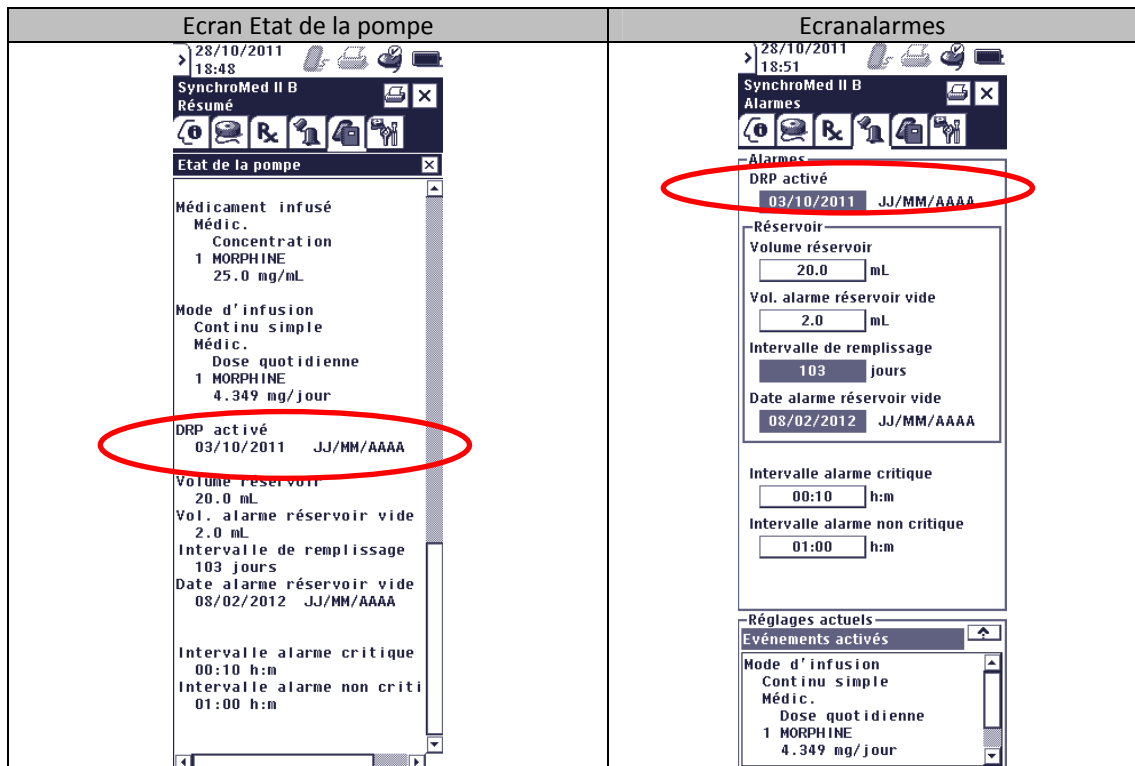 Ecran Etat de la pompe
28/10/2011
18:48
SynchroMed II B
Résumé
Etat de la pompe
Médicament infusé
Médic.
Concentration
1 MORPHINE
25.0 mg/mL
Mode d'infusion
Continu simple
Médic.
Dose quotidienne
1 MORPHINE
4.349 mg/jour
DRP activé
03/10/2011 JJ/MM/AAAA
Volume réservoir
20.0 mL
Vol. alarme réservoir vide
2.0 mL
Intervalle de remplissage
103 jours
Date alarme réservoir vide
08/02/2012 JJ/MM/AAAA
Intervalle alarme critique
00:10 h:m
Intervalle alarme non criti
01:00 h:m
Ecranalarmes
28/10/2011
18:51
SynchroMed II B
Alarmes
Alarmes
DRP activé
03/10/2011 JJ/MM/AAAA
Réservoir
Volume réservoir
20.0 mL
Vol. alarme réservoir vide
2.0 mL
Intervalle de remplissage
103 jours
Date alarme réservoir vide
08/02/2012 JJ/MM/AAAA
Intervalle alarme critique
00:10 h:m
Intervalle alarme non critique
01:00 h:m
Réglages actuels
Evénements activés
Mode d'infusion
Continu simple
Médic.
Dose quotidienne
1 MORPHINE
4.349 mg/jour